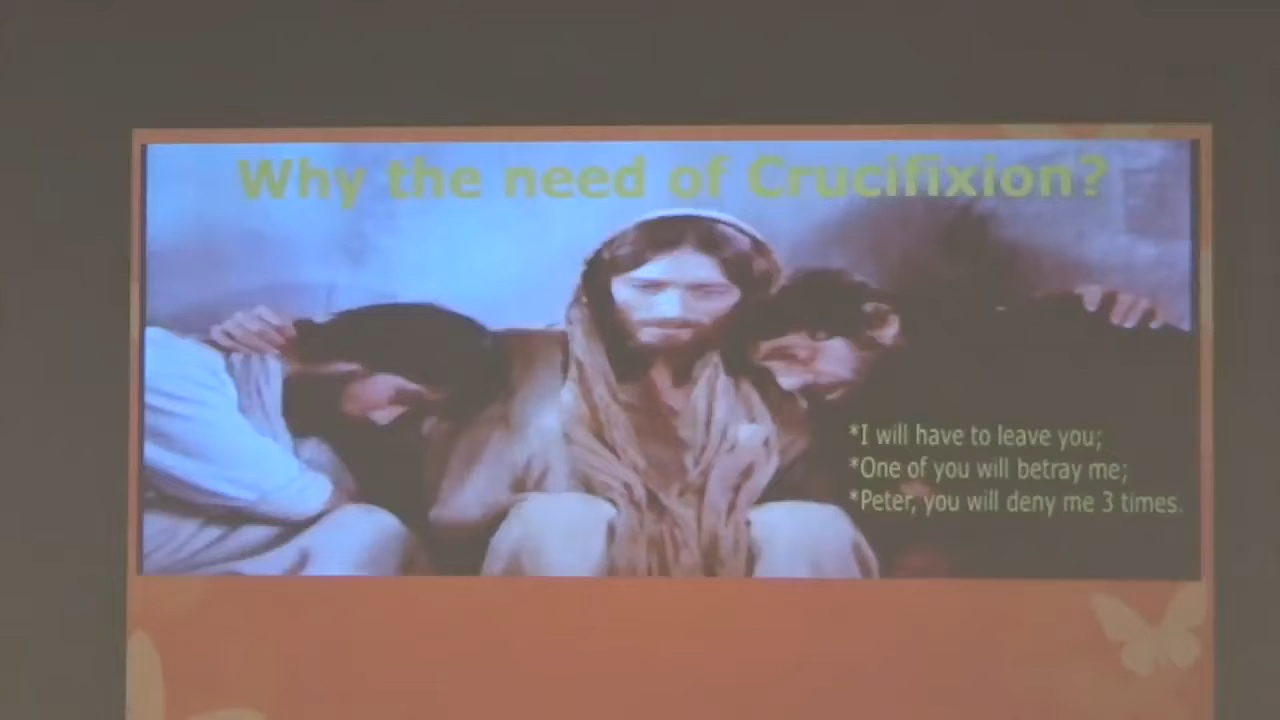 Why the need of Crucifixion?
*I will have to leave you;
*One of you will betray me;
*Peter, you will deny me 3 times.